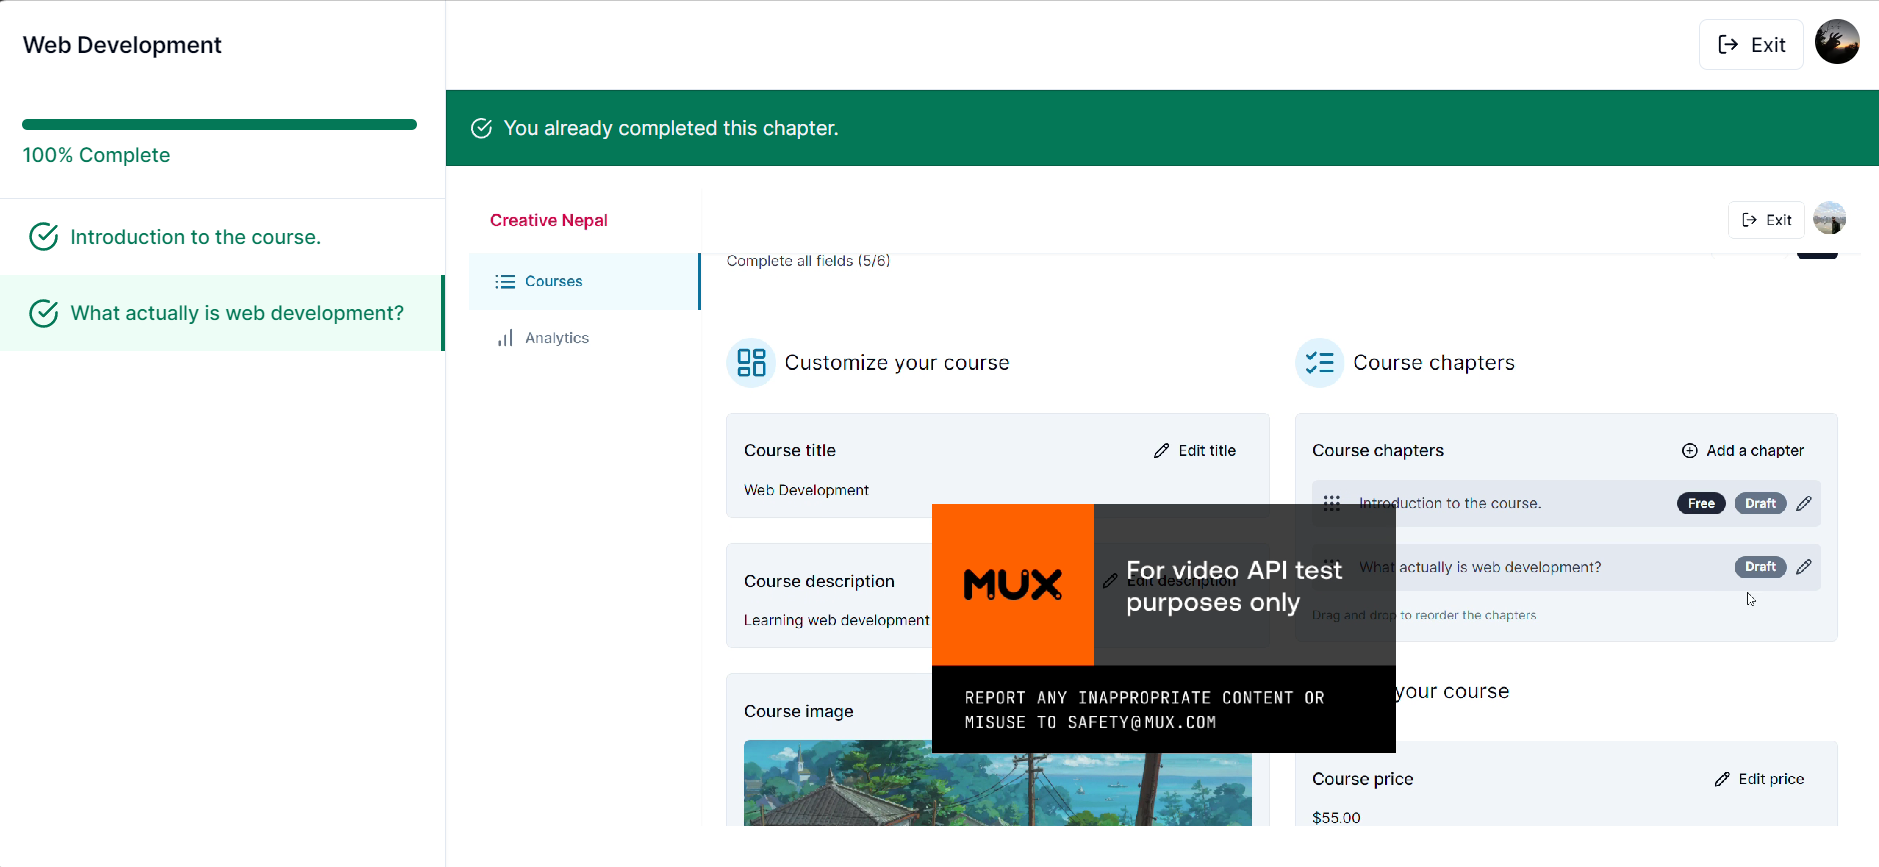 Web Development
Exit
100% Complete
You already completed this chapter.
Introduction to the course.
What actually is web development?
Creative Nepal
Exit
Courses
Analytics
Complete all fields (5/6)
Customize your course
Course title
Edit title
Web Development
Course description
Edit description
Learning web development
Course image
Course chapters
Course chapters
Add a chapter
Introduction to the course.
Free
Draft
What actually is web development?
Draft
Drag and drop to reorder the chapters
MUX
For video API test
purposes only
REPORT ANY INAPPROPRIATE CONTENT OR
MISUSE TO SAFETY@MUX.COM
your course
Course price
Edit price
$55.00